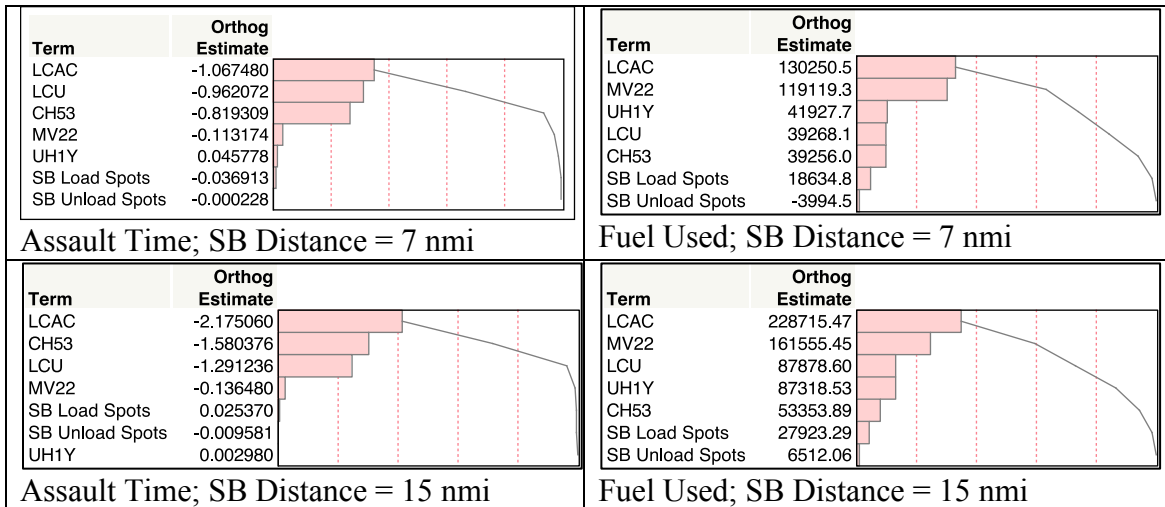 Term Orthog Estimate
LCAC -1.067480
LCU -0.962072
CH53 -0.819309
MV22 -0.113174
UH1Y 0.045778
SB Load Spots -0.036913
SB Unload Spots -0.000228
Assault Time; SB Distance = 7 nmi
Term Orthog Estimate
LCAC 130250.5
MV22 119119.3
UH1Y 41927.7
LCU 39268.1
CH53 39256.0
SB Load Spots 18634.8
SB Unload Spots -3994.5
Fuel Used; SB Distance = 7 nmi
Term Orthog Estimate
LCAC -2.175060
CH53 -1.580376
LCU -1.291236
MV22 -0.136480
SB Load Spots 0.025370
SB Unload Spots -0.009581
UH1Y 0.002980
Assault Time; SB Distance = 15 nmi
Term Orthog Estimate
LCAC 228715.47
MV22 161555.45
LCU 87878.60
UH1Y 87318.53
CH53 53353.89
SB Load Spots 27923.29
SB Unload Spots 6512.06
Fuel Used; SB Distance = 15 nmi